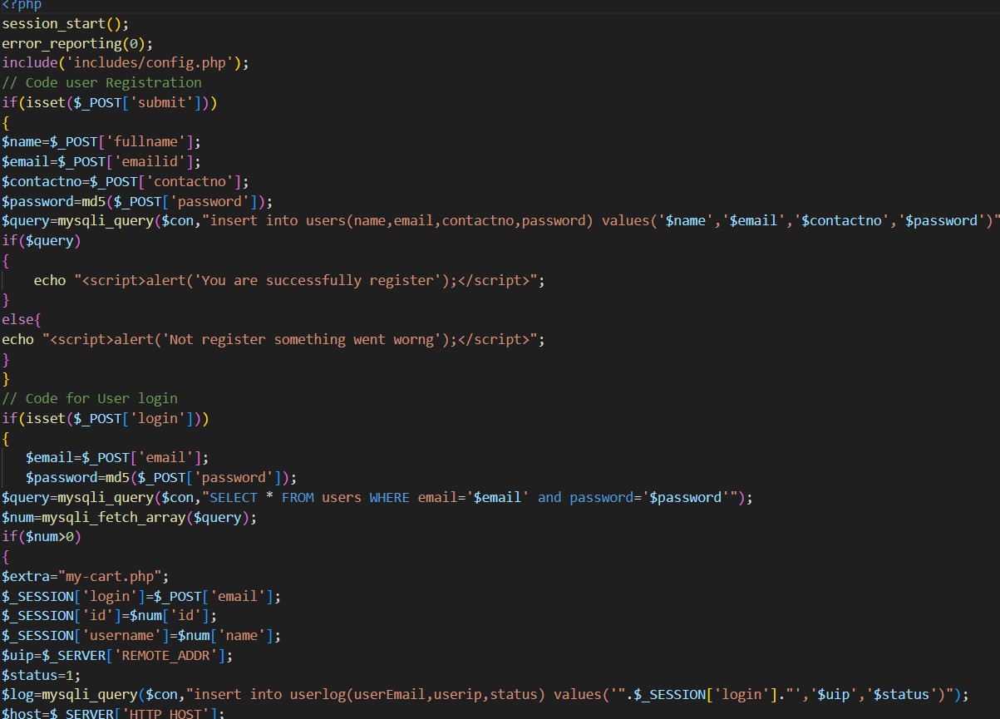 <?php
session_start();
error_reporting(0);
include('includes/config.php');
// Code user Registration
if(isset($_POST['submit']))
{
$name=$_POST['fullname'];
$email=$_POST['emailid'];
$contactno=$_POST['contactno'];
$password=md5($_POST['password']);
$query=mysqli_query($con,"insert into users(name,email,contactno,password) values('$name','$email','$contactno','$password')"
if($query)
{
    echo "<script>alert('You are successfully register');</script>";
}
else{
echo "<script>alert('Not register something went worng');</script>";
}
}
// Code for User login
if(isset($_POST['login']))
{
   $email=$_POST['email'];
   $password=md5($_POST['password']);
$query=mysqli_query($con,"SELECT * FROM users WHERE email='$email' and password='$password'");
$num=mysqli_fetch_array($query);
if($num>0)
{
$extra="my-cart.php";
$_SESSION['login']=$_POST['email'];
$_SESSION['id']=$num['id'];
$_SESSION['username']=$num['name'];
$uip=$_SERVER['REMOTE_ADDR'];
$status=1;
$log=mysqli_query($con,"insert into userlog(userEmail,userip,status) values('".$_SESSION['login']."','$uip','$status')");
$host=$_SERVER['HTTP_HOST'];